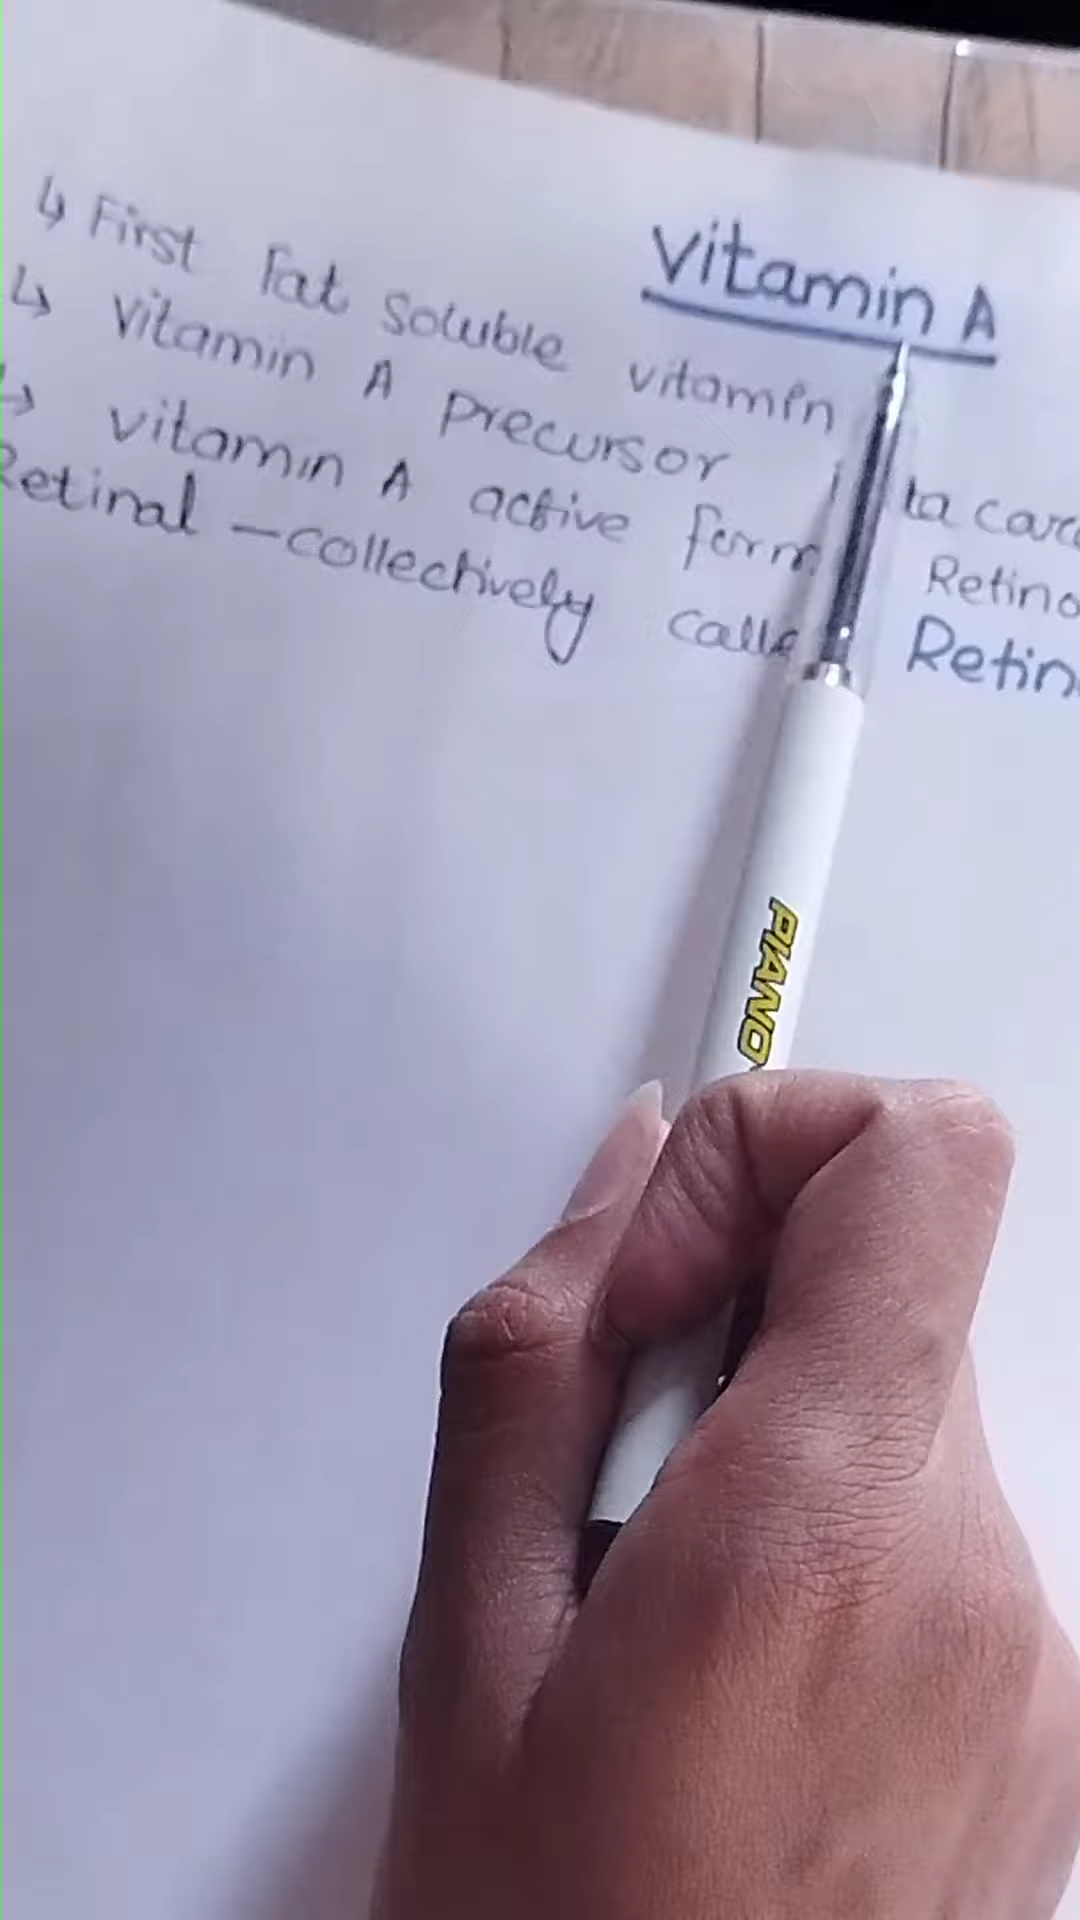 Vitamin A
↳ First Fat Soluble vitamin
↳ Vitamin A precursor
↳ vitamin A active form
Retinal – collectively
PIANO